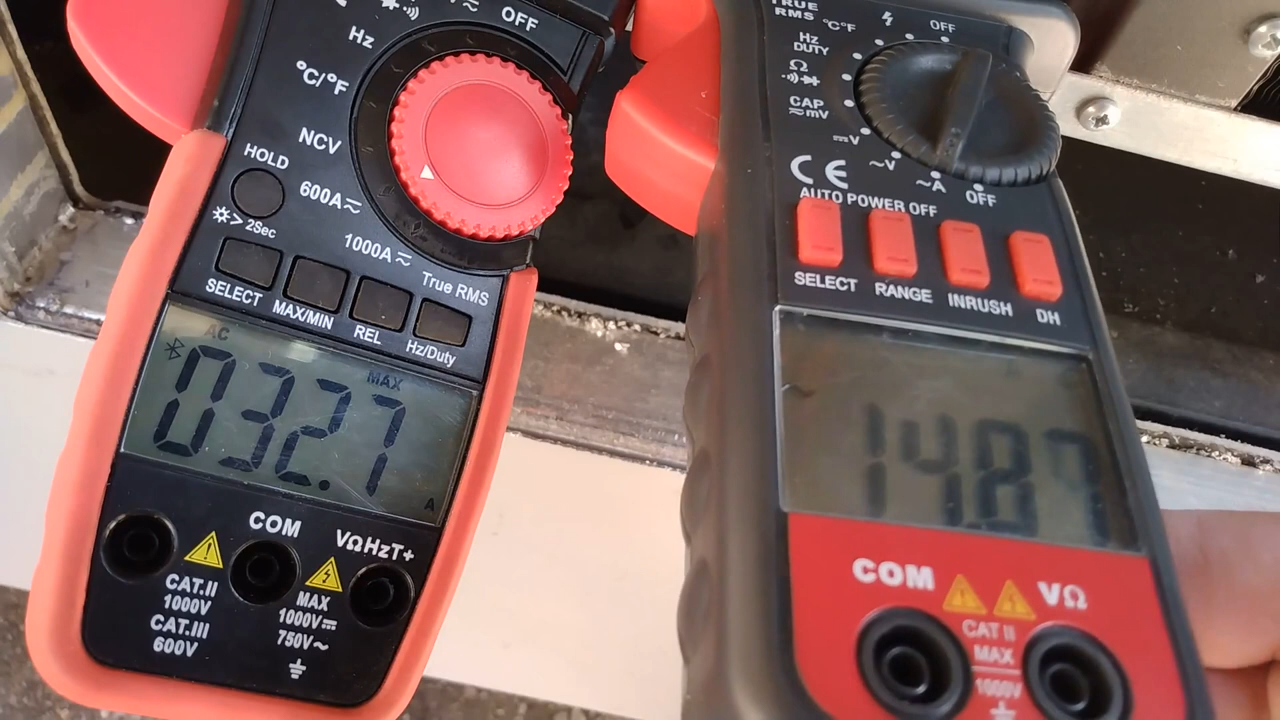 OFF
Hz
°C/°F
NCV
HOLD
600A
>2Sec
1000A
True RMS
SELECT
MAX/MIN
REL
Hz/Duty
AC
MAX
032.7
A
COM
VΩHzT+
CAT.II
1000V
CAT.III
600V
MAX
1000V
750V~
TRUE
RMS
°C°F
OFF
Hz
DUTY
Ω
CAP
mV
V
~V
~A
OFF
CE
AUTO POWER OFF
SELECT
RANGE
INRUSH
DH
COM
VΩ
CAT II
MAX
1000V